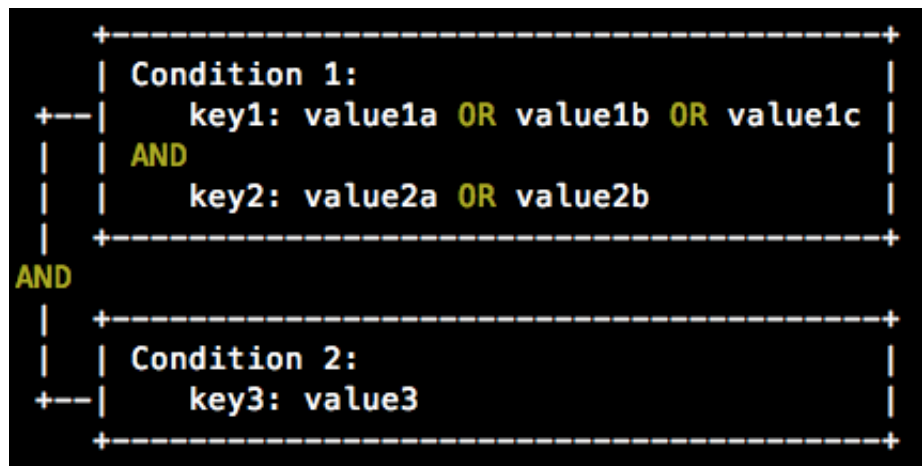 Condition 1:
key1: value1a OR value1b OR value1c
AND
key2: value2a OR value2b
AND
Condition 2:
key3: value3